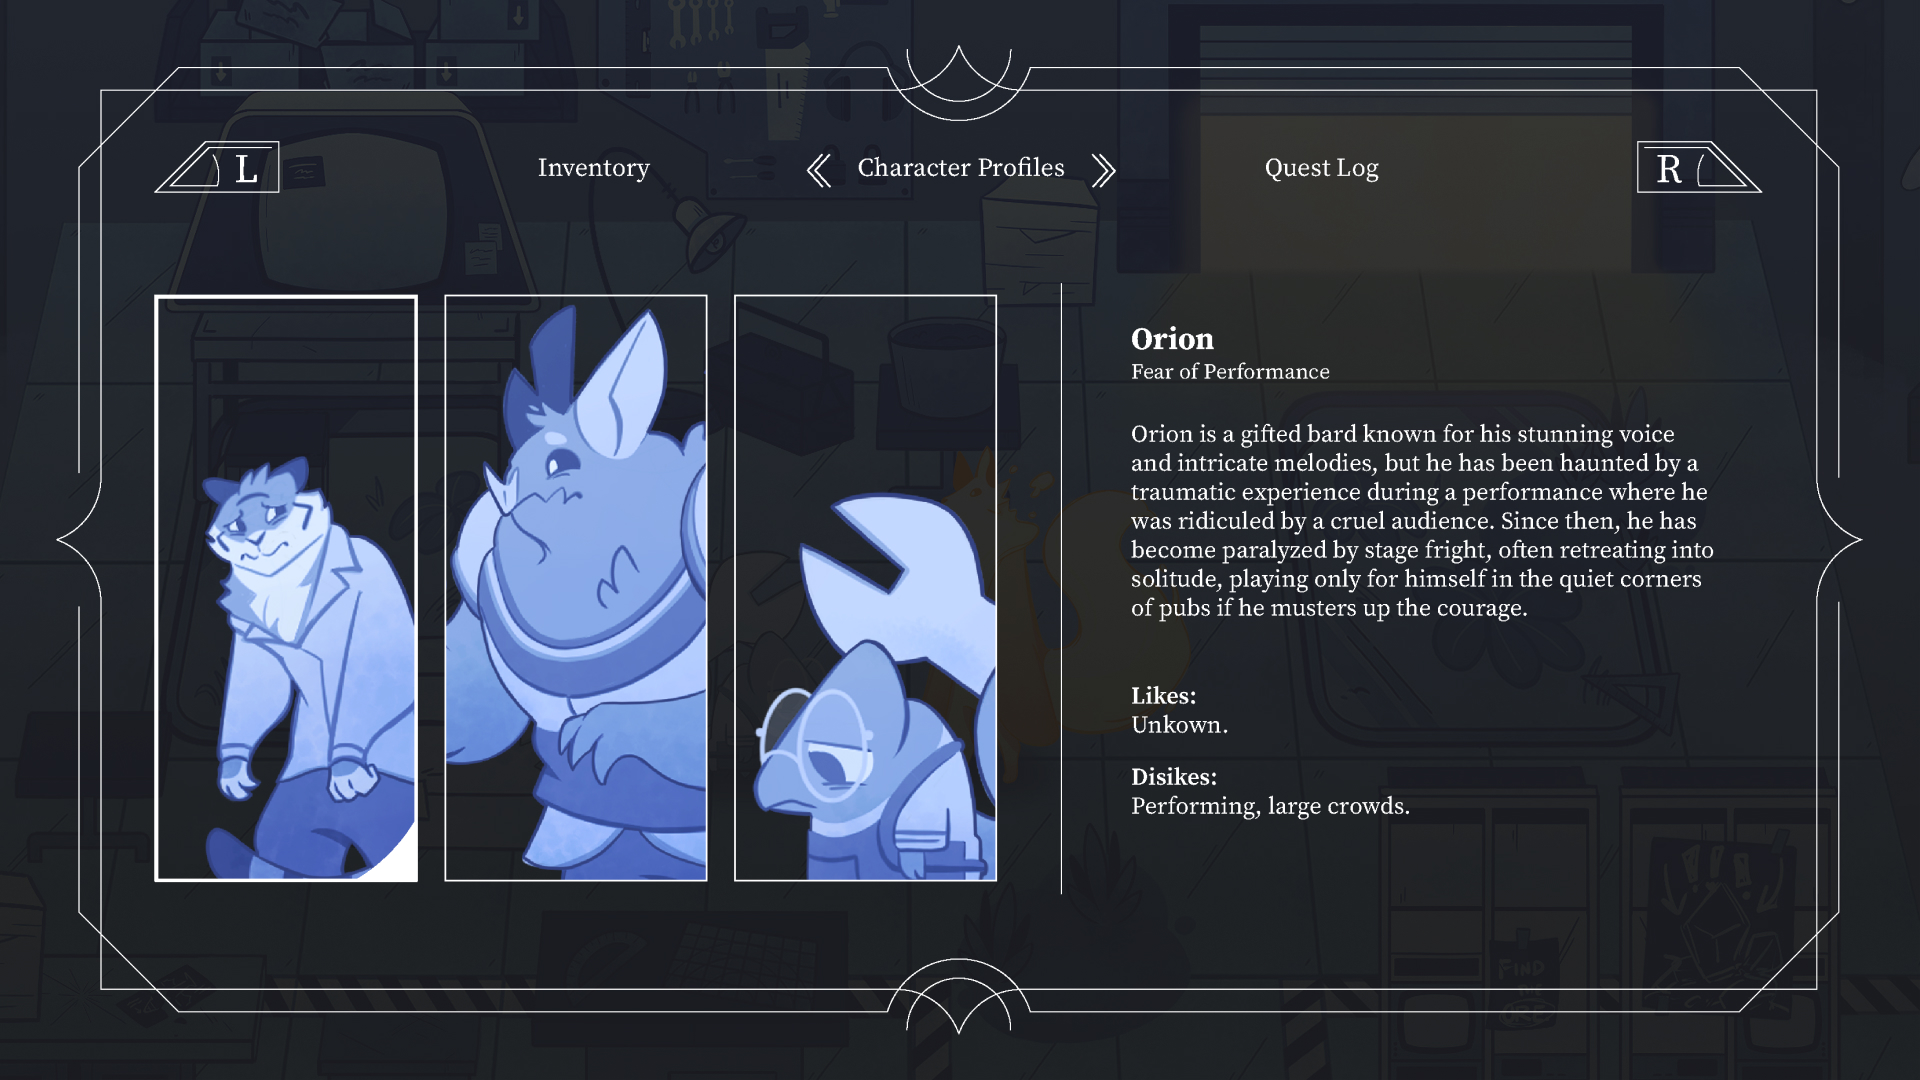 L
Inventory
Character Profiles
Quest Log
R
Orion
Fear of Performance
Orion is a gifted bard known for his stunning voice
and intricate melodies, but he has been haunted by a
traumatic experience during a performance where he
was ridiculed by a cruel audience. Since then, he has
become paralyzed by stage fright, often retreating into
solitude, playing only for himself in the quiet corners
of pubs if he musters up the courage.
Likes:
Unkown.
Disikes:
Performing, large crowds.
FIND
THE
ORE